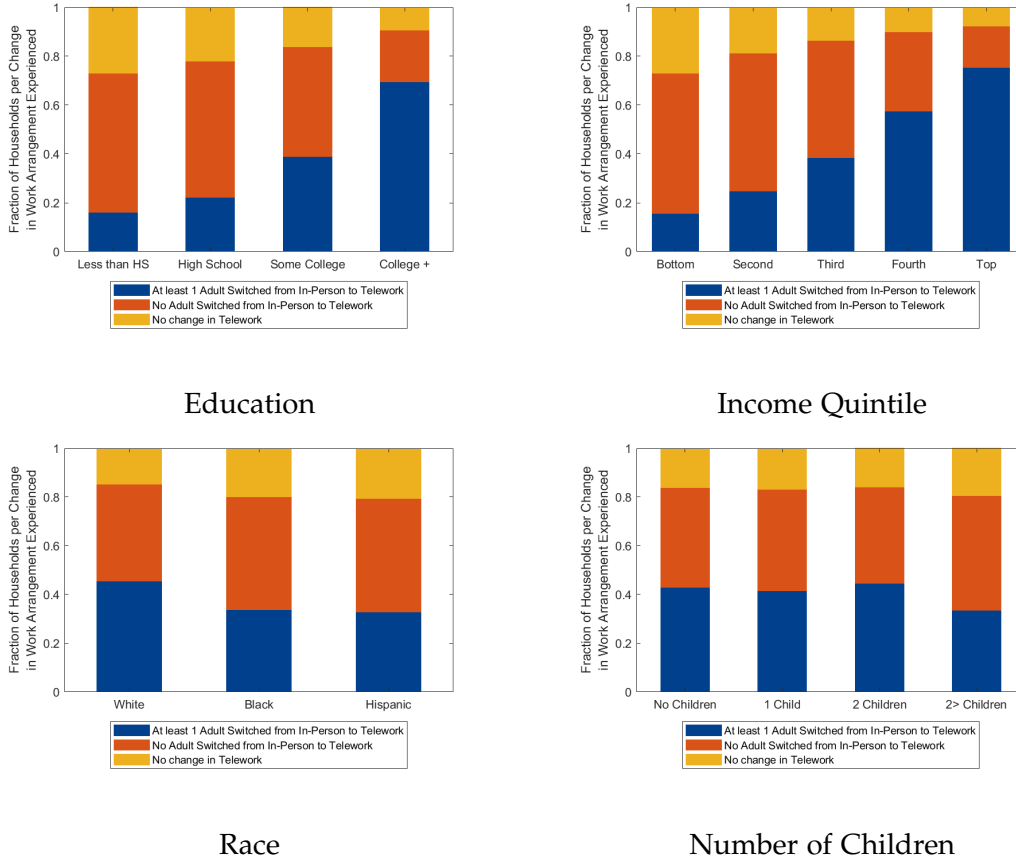 Fraction of Households per Change
in Work Arrangement Experienced
1
0.8
0.6
0.4
0.2
0
Less than HS High School Some College College +
At least 1 Adult Switched from In-Person to Telework
No Adult Switched from In-Person to Telework
No change in Telework
Education
Fraction of Households per Change
in Work Arrangement Experienced
1
0.8
0.6
0.4
0.2
0
Bottom Second Third Fourth Top
At least 1 Adult Switched from In-Person to Telework
No Adult Switched from In-Person to Telework
No change in Telework
Income Quintile
Fraction of Households per Change
in Work Arrangement Experienced
1
0.8
0.6
0.4
0.2
0
White Black Hispanic
At least 1 Adult Switched from In-Person to Telework
No Adult Switched from In-Person to Telework
No change in Telework
Race
Fraction of Households per Change
in Work Arrangement Experienced
1
0.8
0.6
0.4
0.2
0
No Children 1 Child 2 Children 2> Children
At least 1 Adult Switched from In-Person to Telework
No Adult Switched from In-Person to Telework
No change in Telework
Number of Children